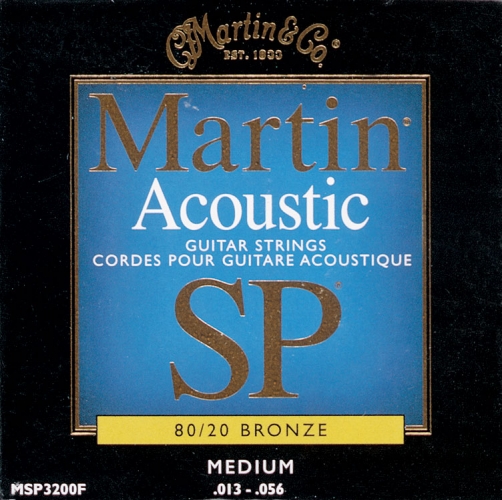 C.F. Martin & Co.
EST. 1833
Martin®
Acoustic
GUITAR STRINGS
CORDES POUR GUITARE ACOUSTIQUE
SP®
80/20 BRONZE
MEDIUM
MSP3200F .013 - .056